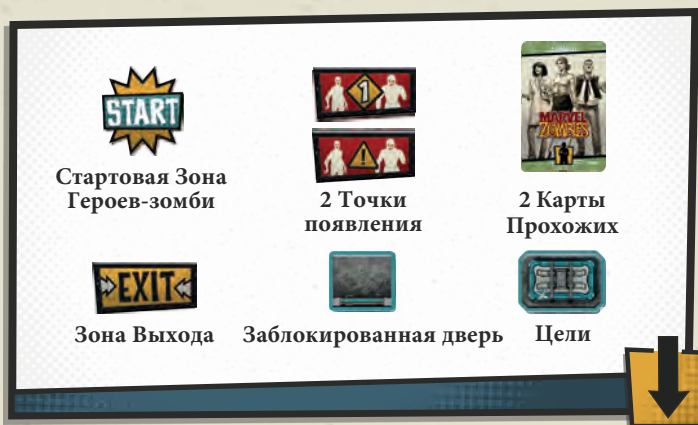 START
Стартовая Зона
Героев-зомби
1
!
2 Точки
появления
MARVEL
ZOMBIES
2 Карты
Прохожих
EXIT
Зона Выхода
Заблокированная дверь
Цели